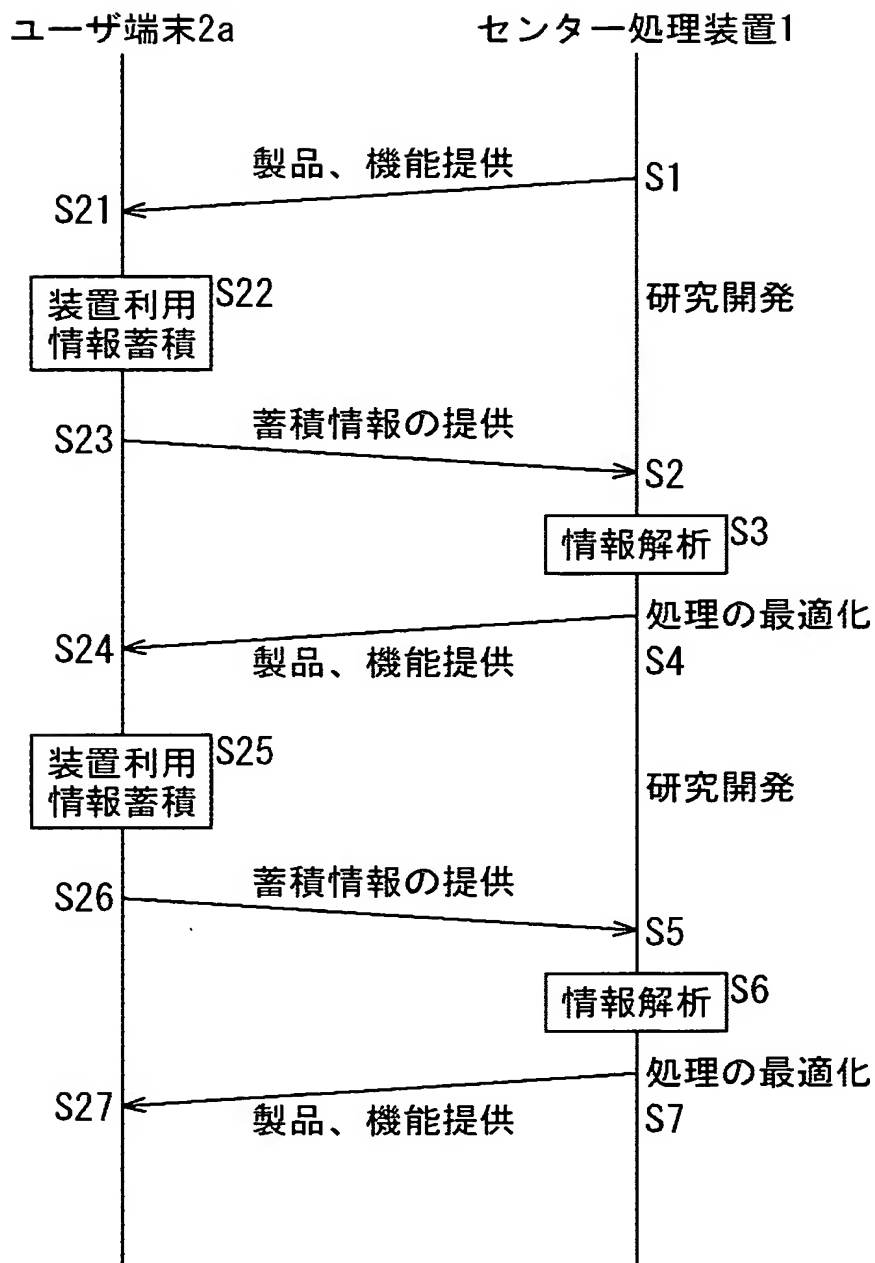 ユーザ端末2a
センター処理装置1
製品、機能提供
S1
S21
装置利用
情報蓄積
S22
研究開発
蓄積情報の提供
S23
S2
情報解析
S3
処理の最適化
S24
製品、機能提供
S4
装置利用
情報蓄積
S25
研究開発
蓄積情報の提供
S26
S5
情報解析
S6
処理の最適化
S27
製品、機能提供
S7